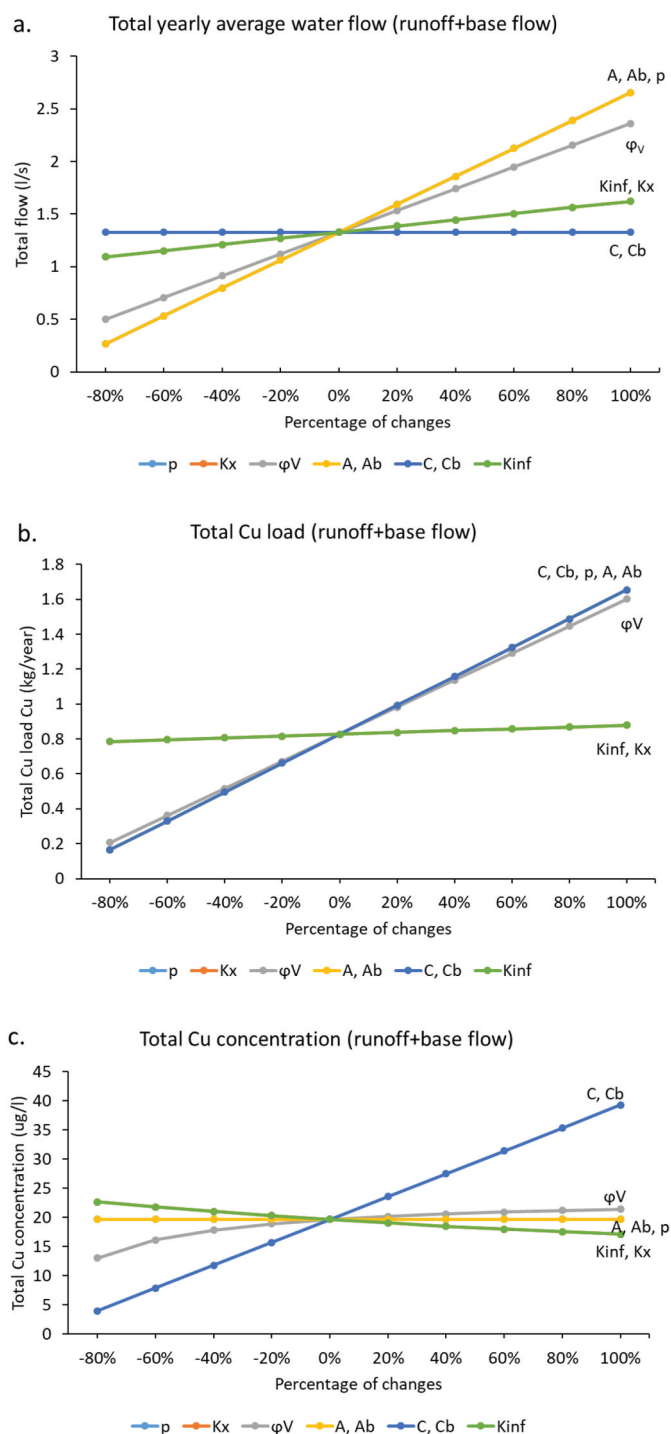 a. Total yearly average water flow (runoff+base flow)
Total flow (l/s)
3
2.5
2
1.5
1
0.5
0
A, Ab, p
φV
Kinf, Kx
C, Cb
-80% -60% -40% -20% 0% 20% 40% 60% 80% 100%
Percentage of changes
p Kx φV A, Ab C, Cb Kinf
b. Total Cu load (runoff+base flow)
Total Cu load Cu (kg/year)
1.8
1.6
1.4
1.2
1
0.8
0.6
0.4
0.2
0
C, Cb, p, A, Ab
φV
Kinf, Kx
-80% -60% -40% -20% 0% 20% 40% 60% 80% 100%
Percentage of changes
p Kx φV A, Ab C, Cb Kinf
c. Total Cu concentration (runoff+base flow)
Total Cu concentration (ug/l)
45
40
35
30
25
20
15
10
5
0
C, Cb
φV
A, Ab, p
Kinf, Kx
-80% -60% -40% -20% 0% 20% 40% 60% 80% 100%
Percentage of changes
p Kx φV A, Ab C, Cb Kinf